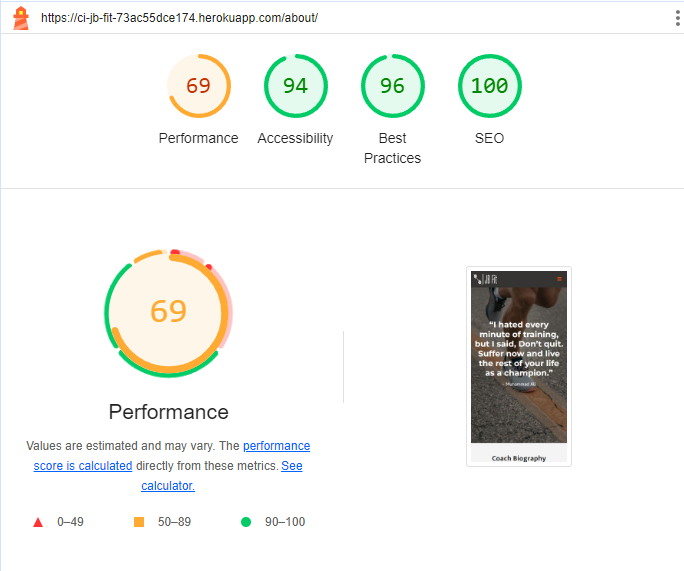 https://ci-jb-fit-73ac55dce174.herokuapp.com/about/
69
94
96
100
Performance
Accessibility
Best
Practices
SEO
69
Performance
Values are estimated and may vary. The performance
score is calculated directly from these metrics. See
calculator.
0–49
50–89
90–100
JB Fit
“I hated every
minute of training,
but I said, Don’t quit.
Suffer now and live
the rest of your life
as a champion.”
- Muhammad Ali
Coach Biography